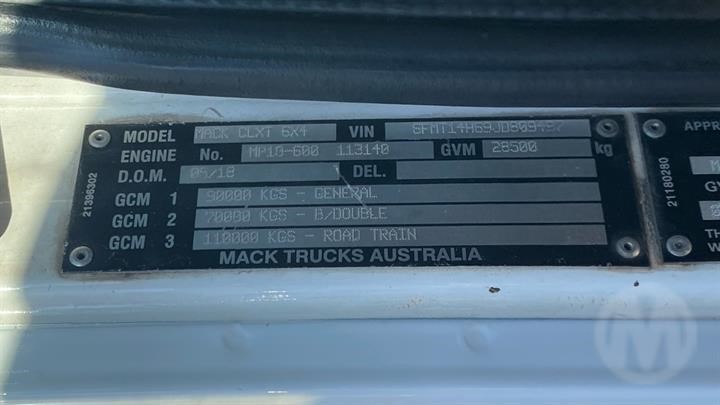 MODEL MACK CLXT 6X4 VIN
ENGINE No. MP10-600 113140 GVM 28500 kg
D.O.M. 09/18 DEL.
GCM 1 90000 KGS - GENERAL
GCM 2 70000 KGS - B/DOUBLE
GCM 3 110000 KGS - ROAD TRAIN
MACK TRUCKS AUSTRALIA
21396302
21180280
M